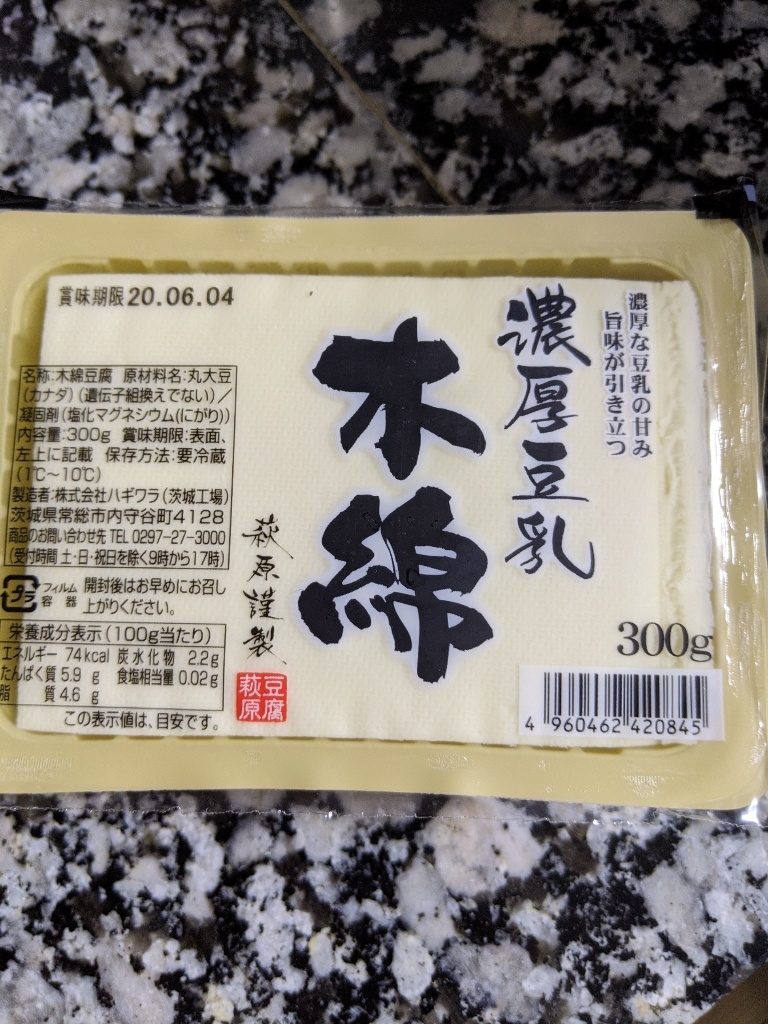 賞味期限20.06.04
濃厚な豆乳の甘み
旨味が引き立つ
濃厚豆乳
木綿
萩原謹製
豆腐
萩原
名称:木綿豆腐 原材料名:丸大豆
(カナダ)(遺伝子組換えでない)/
凝固剤(塩化マグネシウム(にがり))
内容量:300g 賞味期限:表面、
左上に記載 保存方法:要冷蔵
(1℃〜10℃)
製造者:株式会社ハギワラ(茨城工場)
茨城県常総市内守谷町4128
商品のお問い合わせ先 TEL 0297-27-3000
(受付時間 土・日・祝日を除く9時から17時)
プラ
フィルム
容器
開封後はお早めにお召し
上がりください。
栄養成分表示(100g当たり)
エネルギー 74kcal 炭水化物 2.2g
たんぱく質 5.9 g 食塩相当量 0.02g
脂質 4.6 g
この表示値は、目安です。
300g
4 960462 420845